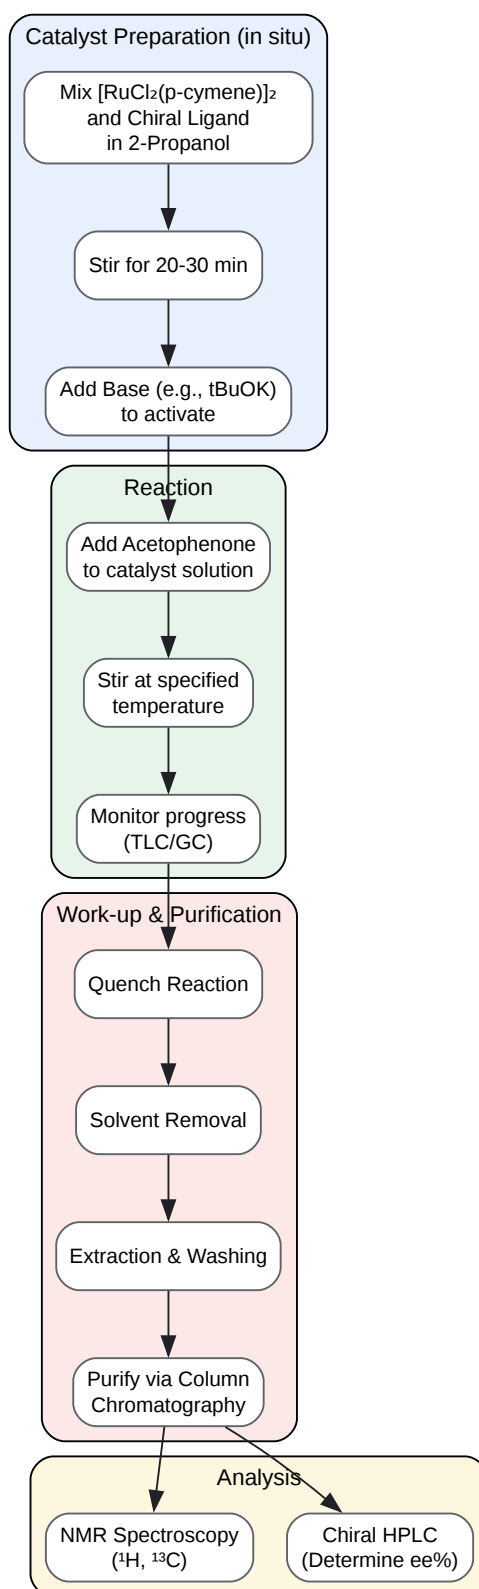 Catalyst Preparation (in situ)
Mix [RuCl₂(p-cymene)]₂
and Chiral Ligand
in 2-Propanol
Stir for 20-30 min
Add Base (e.g., tBuOK)
to activate
Reaction
Add Acetophenone
to catalyst solution
Stir at specified
temperature
Monitor progress
(TLC/GC)
Work-up & Purification
Quench Reaction
Solvent Removal
Extraction & Washing
Purify via Column
Chromatography
Analysis
NMR Spectroscopy
(¹H, ¹³C)
Chiral HPLC
(Determine ee%)